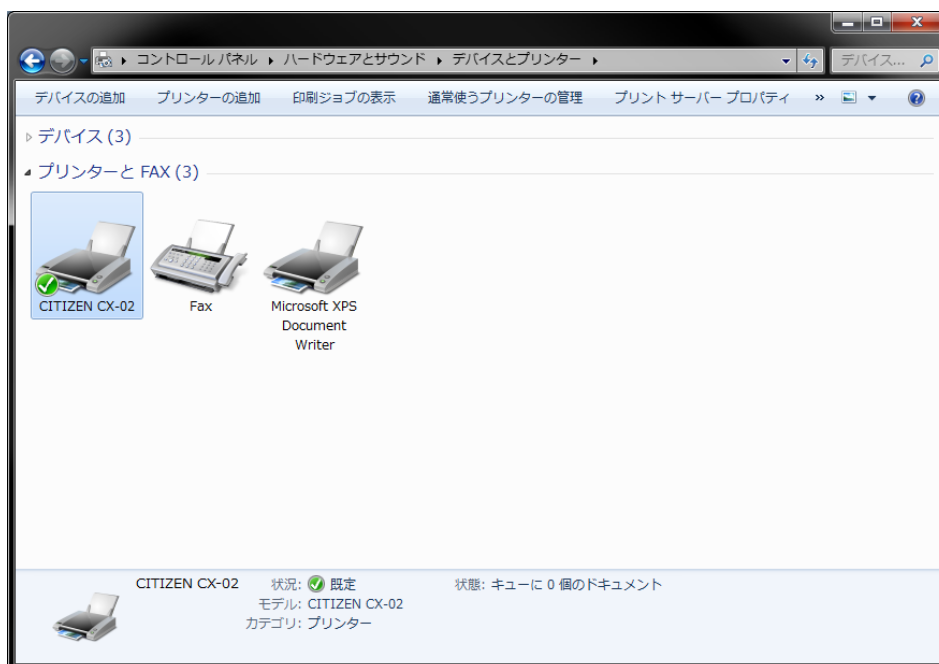 コントロール パネル ▸ ハードウェアとサウンド ▸ デバイスとプリンター ▸
デバイス...
デバイスの追加 プリンターの追加 印刷ジョブの表示 通常使うプリンターの管理 プリント サーバー プロパティ »
デバイス (3)
プリンターと FAX (3)
CITIZEN CX-02
Fax
Microsoft XPS
Document
Writer
CITIZEN CX-02 状況: 既定 状態: キューに 0 個のドキュメント
モデル: CITIZEN CX-02
カテゴリ: プリンター